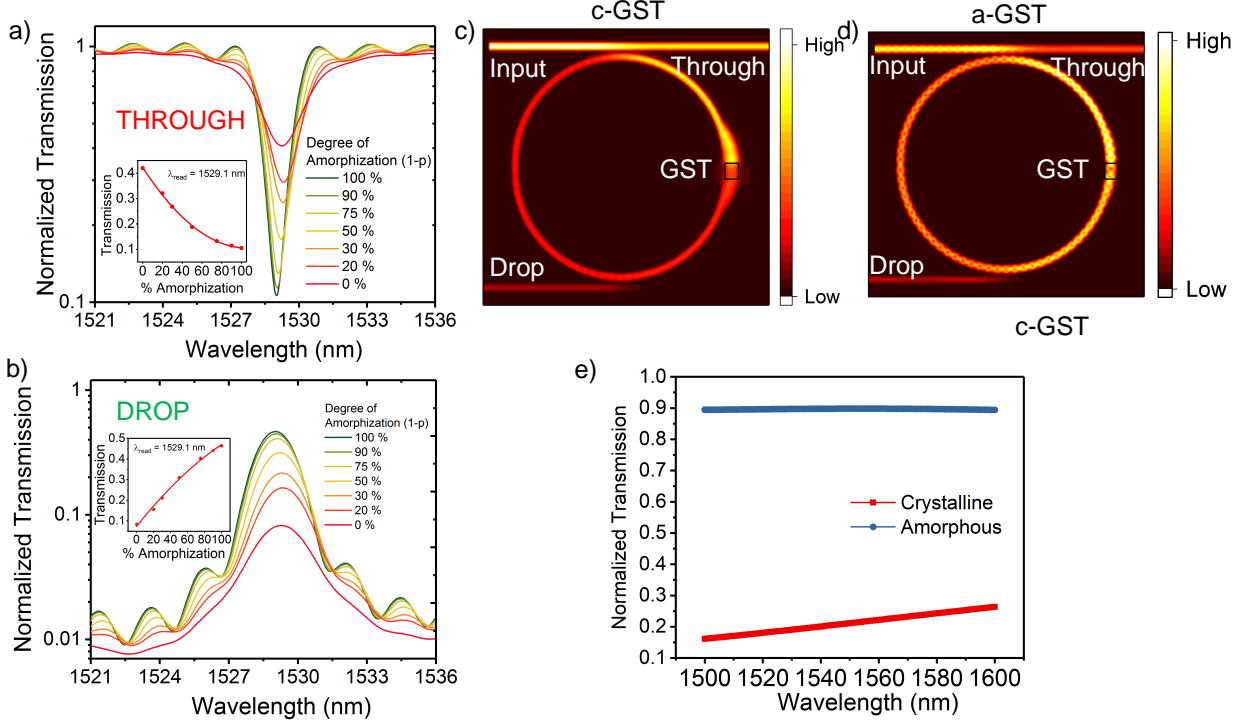 a)
THROUGH
Normalized Transmission
1
0.1
Degree of
Amorphization (1-p)
100 %
90 %
75 %
50 %
30 %
20 %
0 %
λread = 1529.1 nm
Transmission
0.4
0.3
0.2
0.1
0 20 40 60 80 100
% Amorphization
1521 1524 1527 1530 1533 1536
Wavelength (nm)
b)
DROP
Normalized Transmission
1
0.1
0.01
Degree of
Amorphization (1-p)
100 %
90 %
75 %
50 %
30 %
20 %
0 %
λread = 1529.1 nm
Transmission
0.5
0.4
0.3
0.2
0.1
0 20 40 60 80 100
% Amorphization
1521 1524 1527 1530 1533 1536
Wavelength (nm)
c)
c-GST
Input
Through
GST
Drop
High
Low
d)
a-GST
Input
Through
GST
Drop
High
Low
c-GST
e)
Normalized Transmission
1.0
0.9
0.8
0.7
0.6
0.5
0.4
0.3
0.2
0.1
Crystalline
Amorphous
1500 1520 1540 1560 1580 1600
Wavelength (nm)